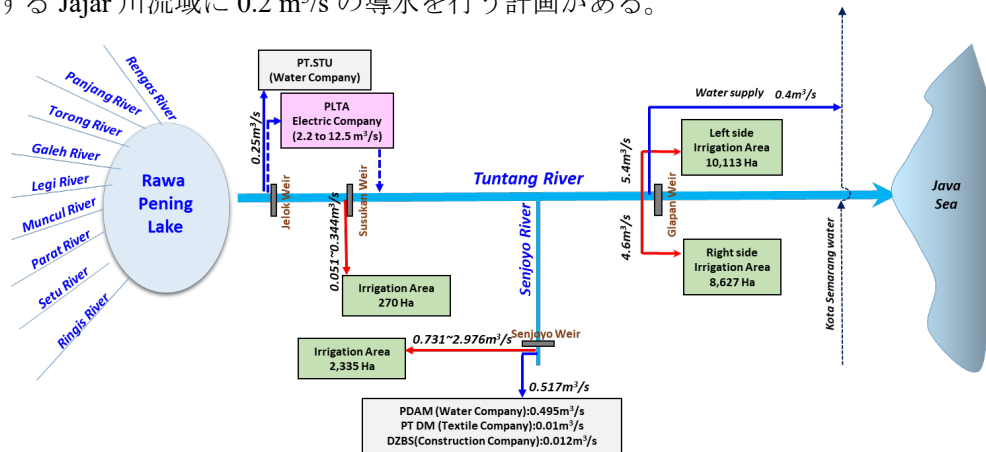 する Jajar 川流域に 0.2 m³/s の導水を行う計画がある。
PT.STU
(Water Company)
PLTA
Electric Company
(2.2 to 12.5 m³/s)
0.25m³/s
Rengas River
Panjang River
Torong River
Galeh River
Legi River
Muncul River
Parat River
Setu River
Ringis River
Rawa
Pening
Lake
Jelok Weir
Susukan Weir
0.051~0.344m³/s
Irrigation Area
270 Ha
Tuntang River
Senjoyo River
Senjoyo Weir
0.731~2.976m³/s
Irrigation Area
2,335 Ha
0.517m³/s
PDAM (Water Company):0.495m³/s
PT DM (Textile Company):0.01m³/s
DZBS(Construction Company):0.012m³/s
Water supply 0.4m³/s
5.4m³/s
Left side
Irrigation Area
10,113 Ha
Glapan Weir
4.6m³/s
Right side
Irrigation Area
8,627 Ha
Kota Semarang water
Java
Sea